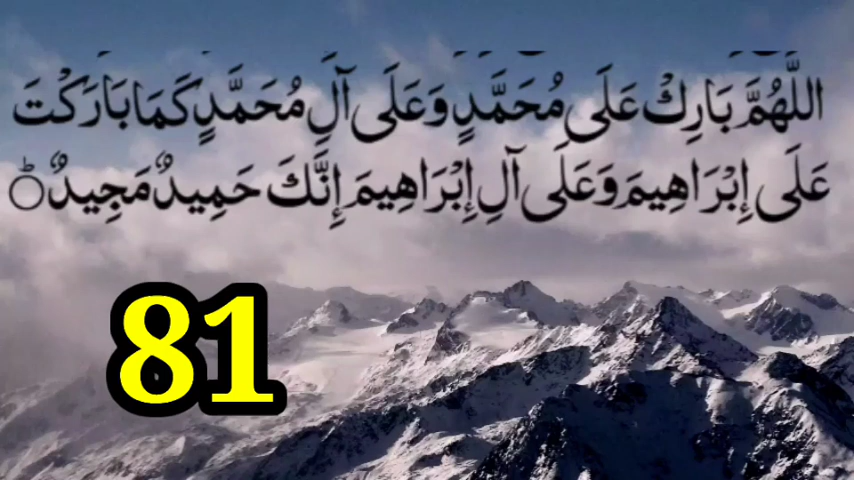 اللَّهُمَّ بَارِكْ عَلَى مُحَمَّدٍ وَعَلَى آلِ مُحَمَّدٍ كَمَا بَارَكْتَ
عَلَى إِبْرَاهِيمَ وَعَلَى آلِ إِبْرَاهِيمَ إِنَّكَ حَمِيدٌ مَجِيدٌ
81